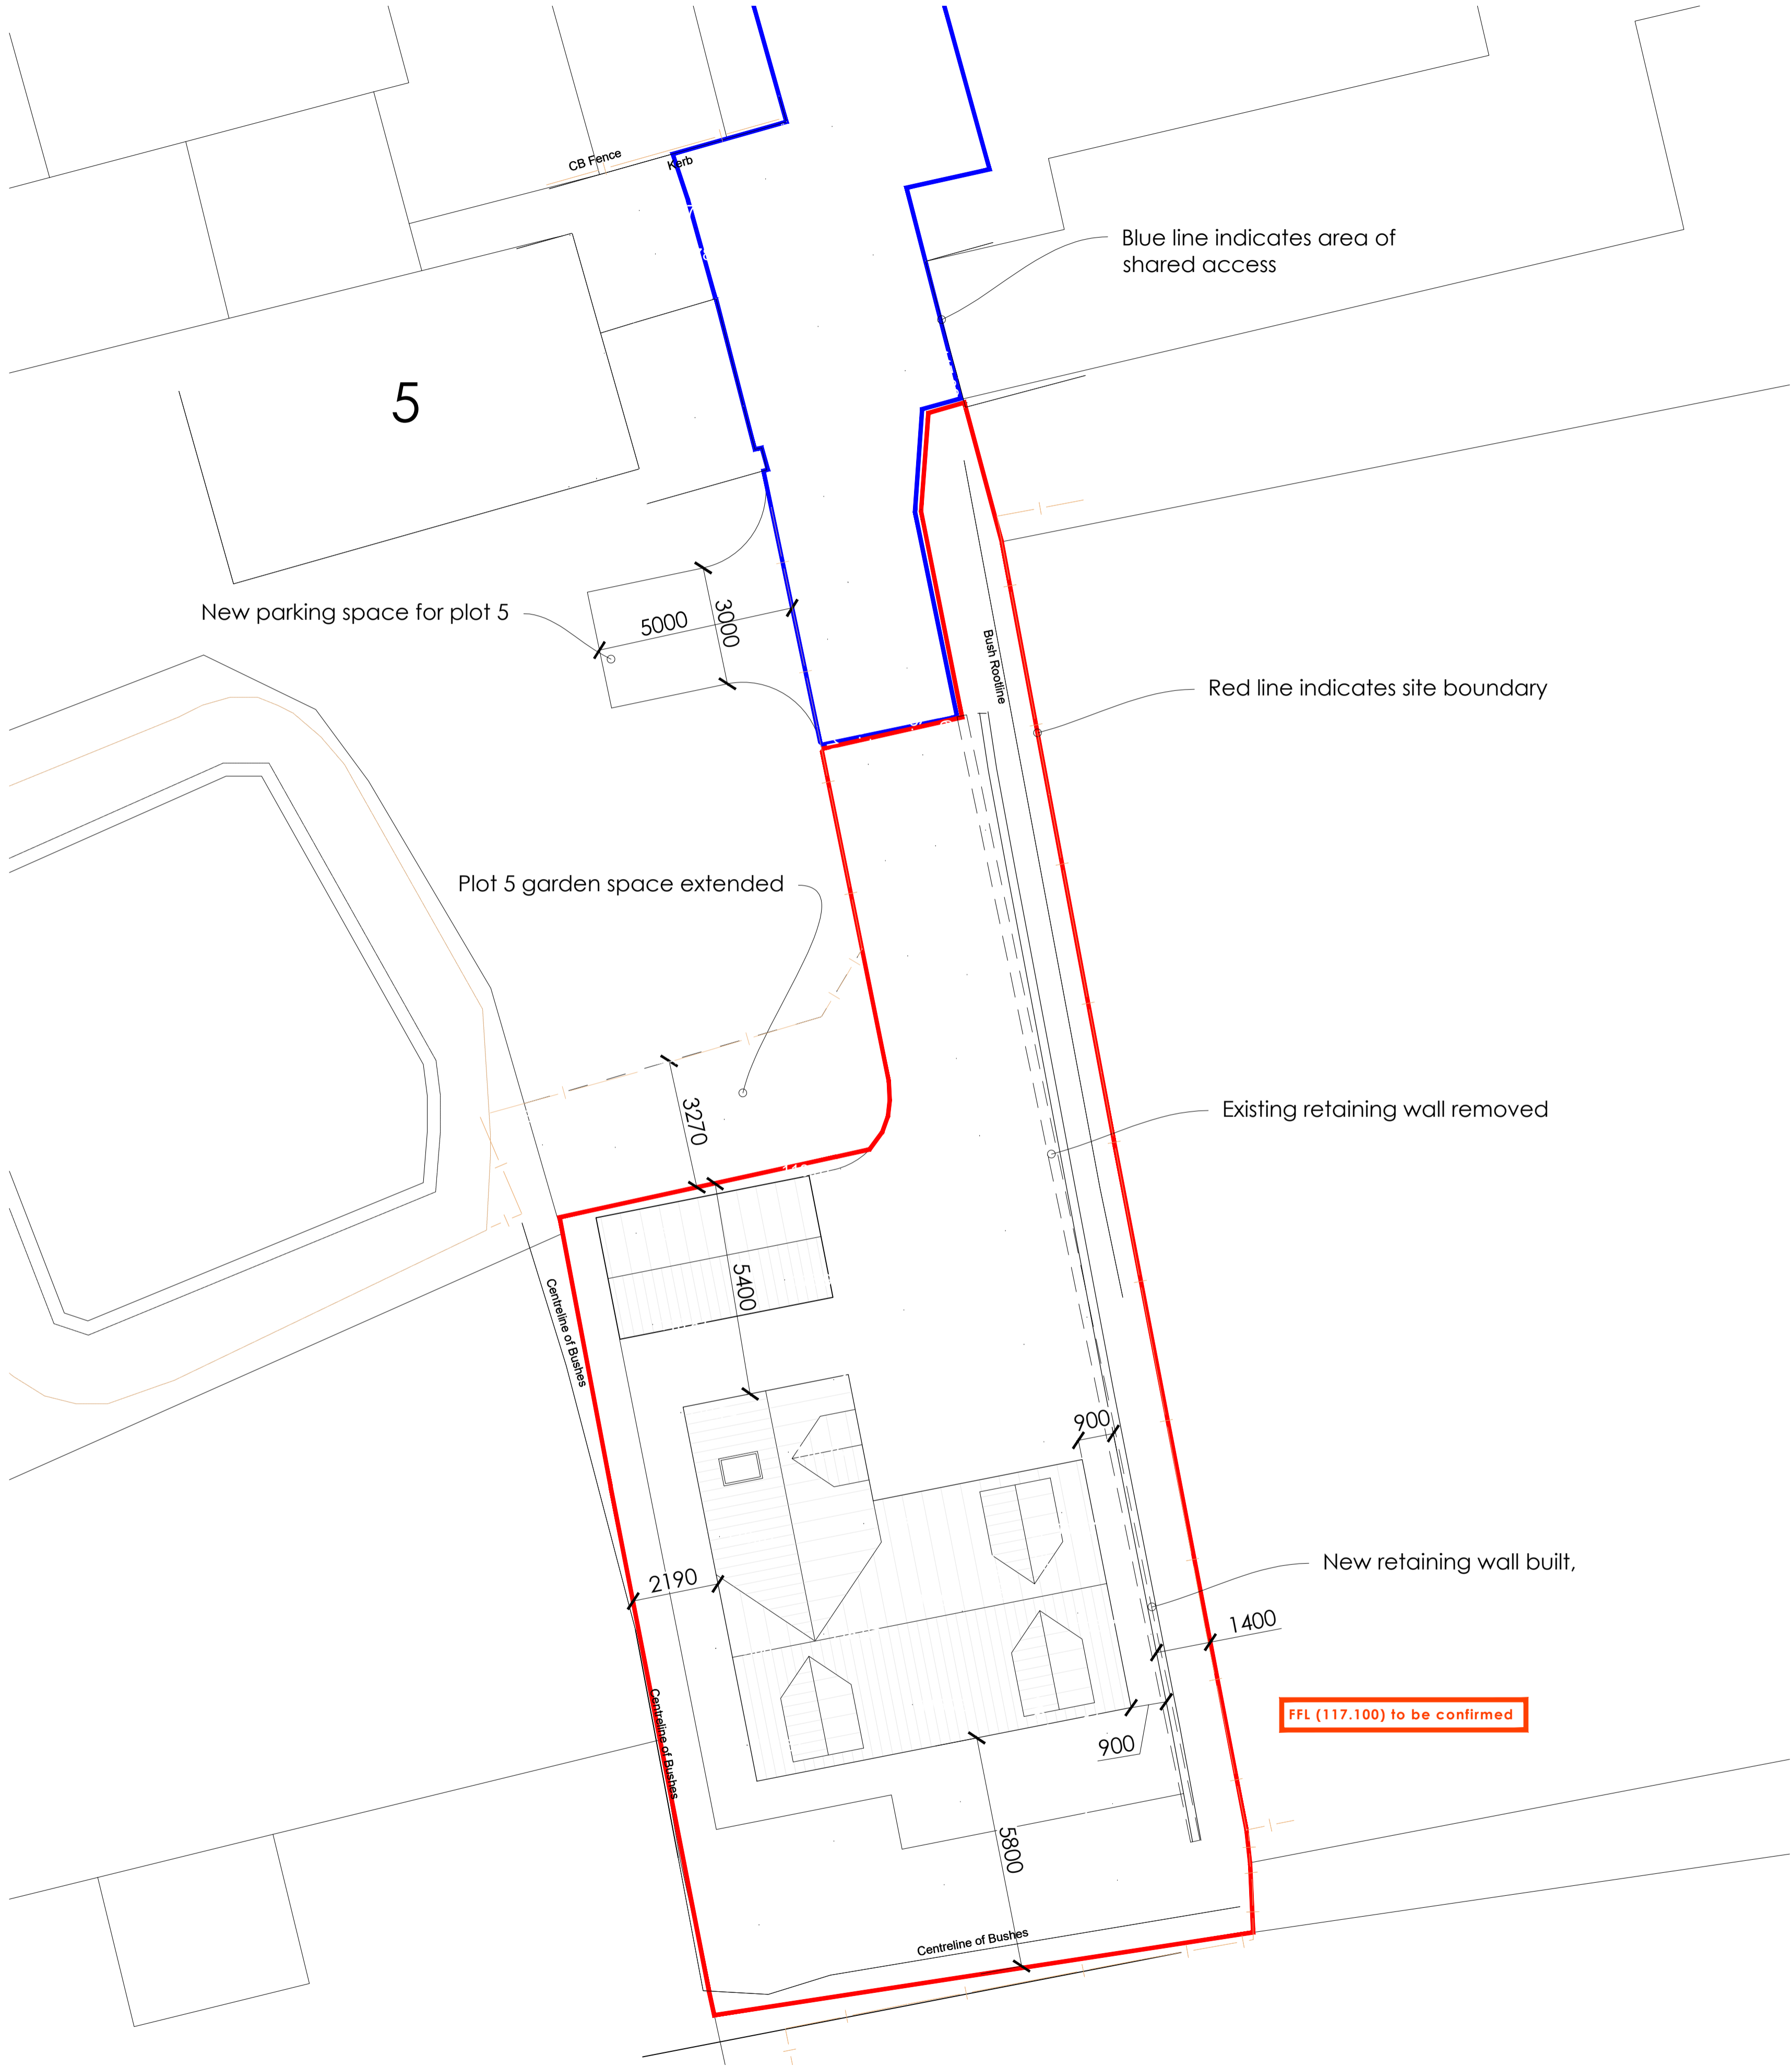 CB Fence
Kerb
Blue line indicates area of
shared access
5
New parking space for plot 5
5000
3000
Bush Rootline
Red line indicates site boundary
Plot 5 garden space extended
3270
Existing retaining wall removed
5400
Centreline of Bushes
900
New retaining wall built,
2190
1400
Centreline of Bushes
FFL (117.100) to be confirmed
900
5800
Centreline of Bushes